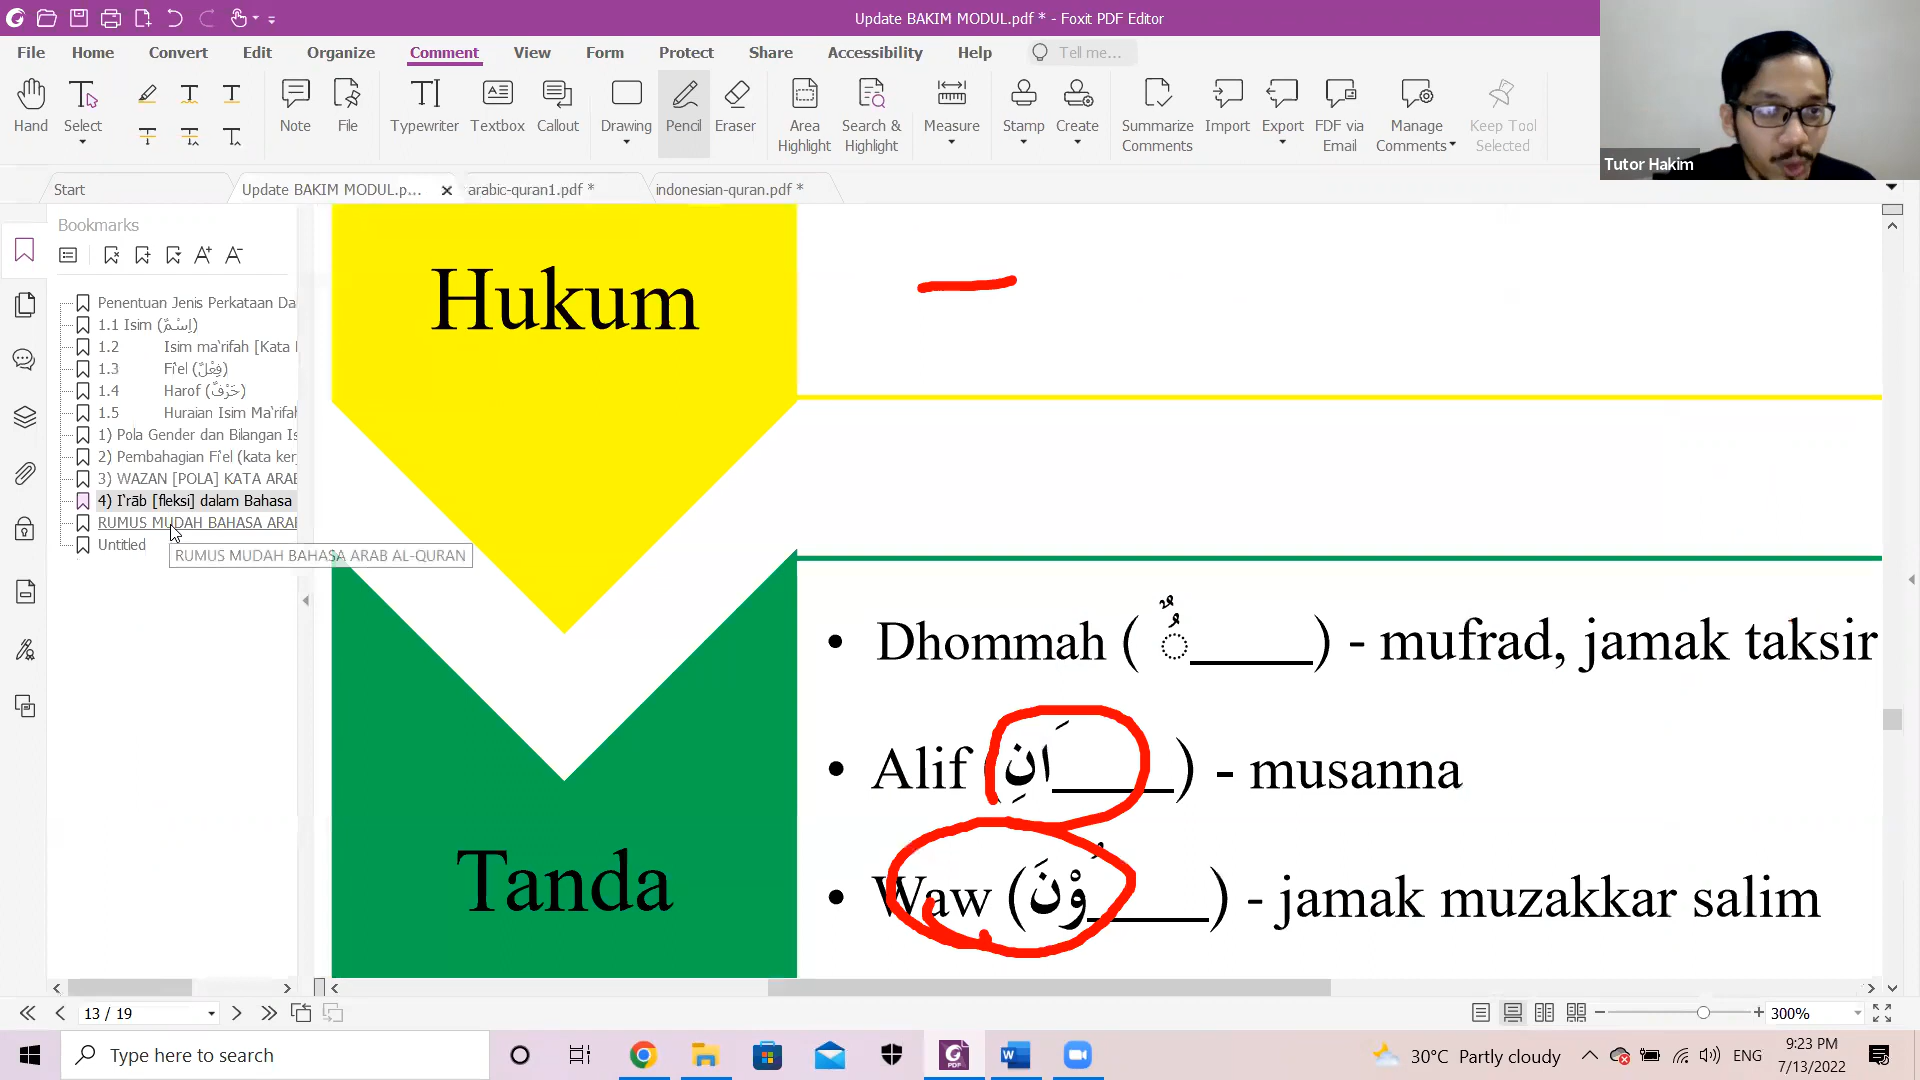 Update BAKIM MODUL.pdf * - Foxit PDF Editor
File Home Convert Edit Organize Comment View Form Protect Share Accessibility Help Tell me...
Hand Select Note File Typewriter Textbox Callout Drawing Pencil Eraser Area Highlight Search & Highlight Measure Stamp Create Summarize Comments Import Export FDF via Email Manage Comments Keep Tool Selected
Tutor Hakim
Start Update BAKIM MODUL.p... arabic-quran1.pdf * indonesian-quran.pdf *
Bookmarks
Penentuan Jenis Perkataan Da
1.1 Isim (اِسْمٌ)
1.2 Isim ma`rifah [Kata
1.3 Fi'el (فِعْلٌ)
1.4 Harof (حَرْفٌ)
1.5 Huraian Isim Ma`rifah
1) Pola Gender dan Bilangan Is
2) Pembahagian Fi'el (kata ker
3) WAZAN [POLA] KATA ARAB
4) I`rāb [fleksi] dalam Bahasa
RUMUS MUDAH BAHASA ARAB
Untitled
RUMUS MUDAH BAHASA ARAB AL-QURAN
Hukum
Tanda
• Dhommah ( ُ ٌ_____) - mufrad, jamak taksir
• Alif (_____َانِ) - musanna
• Waw (_____ُوْنَ) - jamak muzakkar salim
13 / 19
300%
Type here to search
30°C Partly cloudy
ENG
9:23 PM
7/13/2022